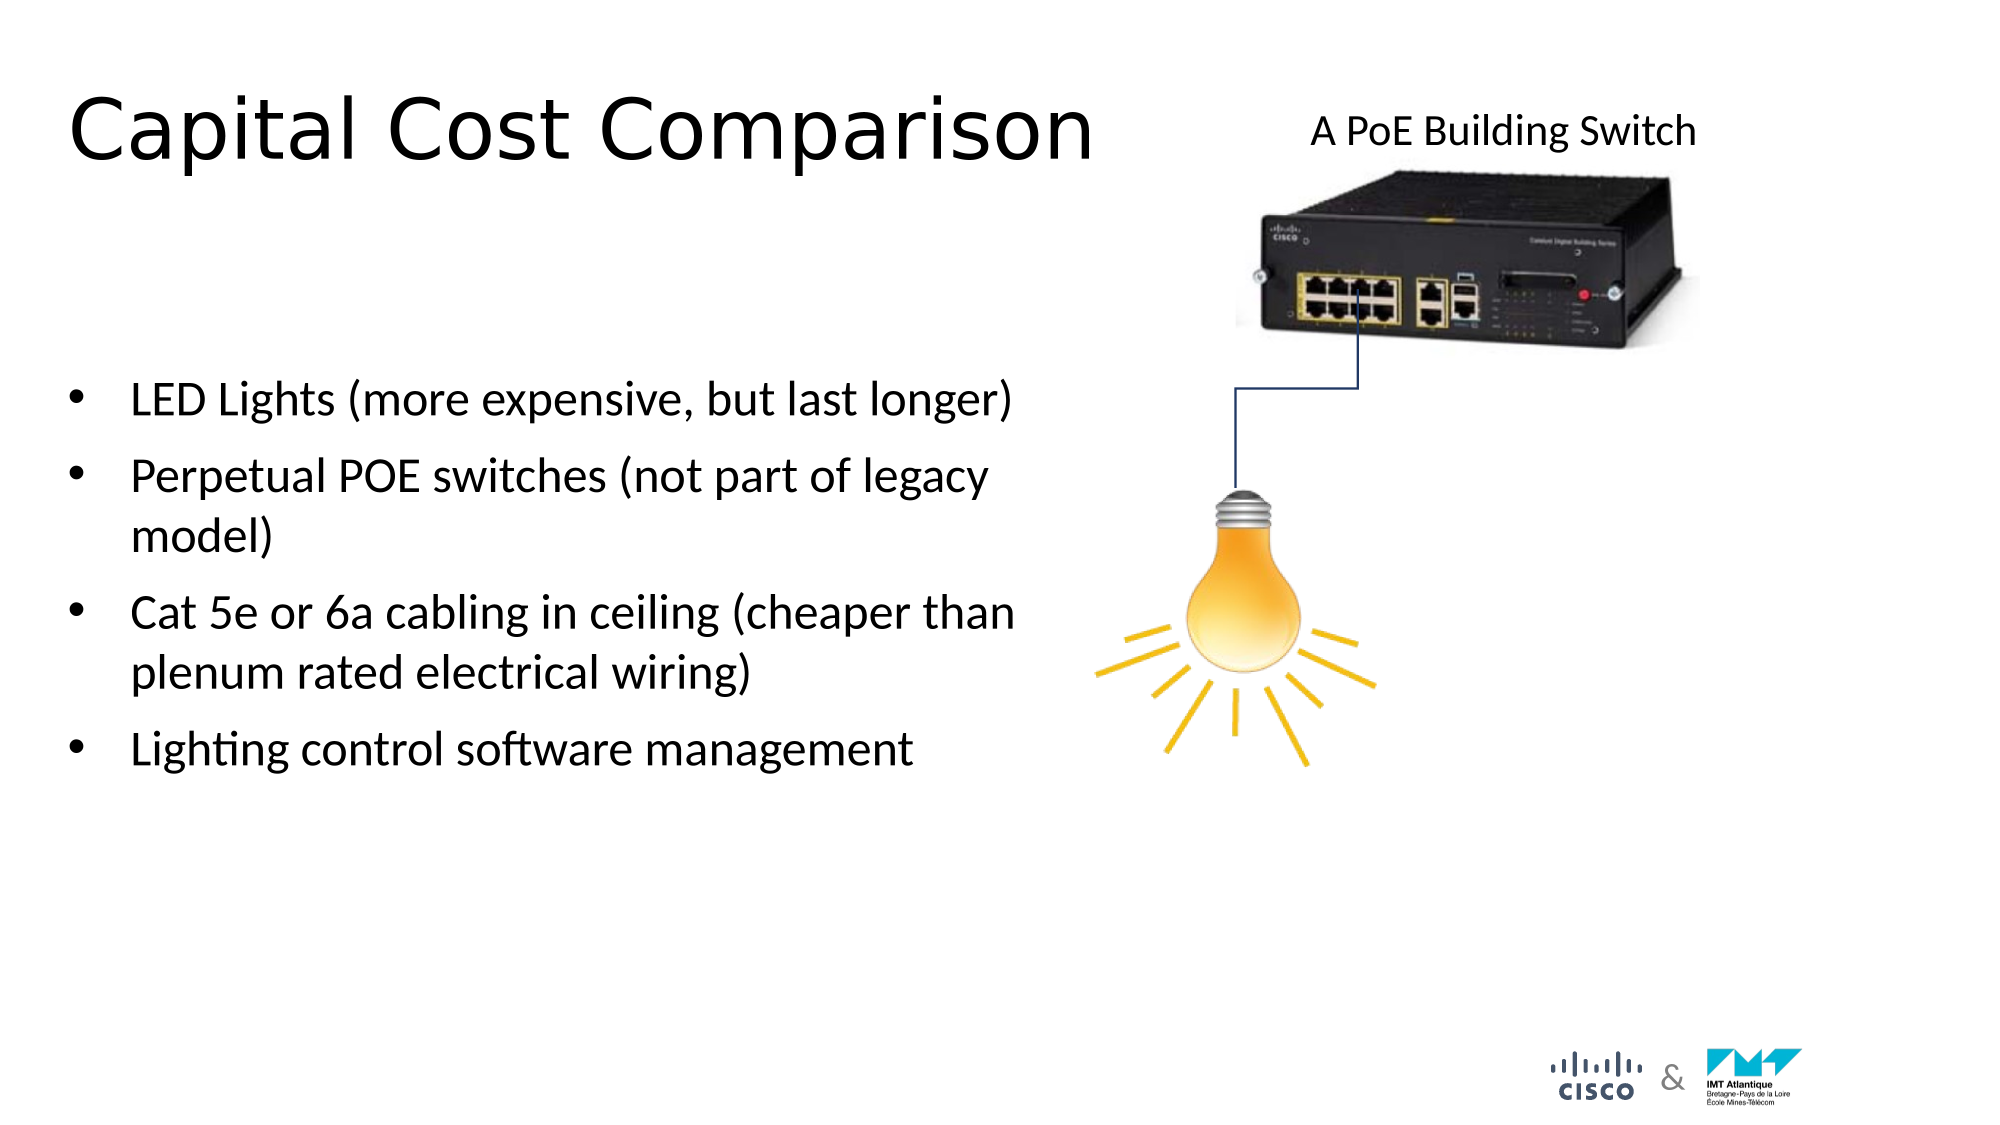 Capital Cost Comparison
A PoE Building Switch
CISCO
Catalyst Digital Building Series
• LED Lights (more expensive, but last longer)
• Perpetual POE switches (not part of legacy
model)
• Cat 5e or 6a cabling in ceiling (cheaper than
plenum rated electrical wiring)
• Lighting control software management
CISCO
&
IMT Atlantique
Bretagne-Pays de la Loire
École Mines-Télécom